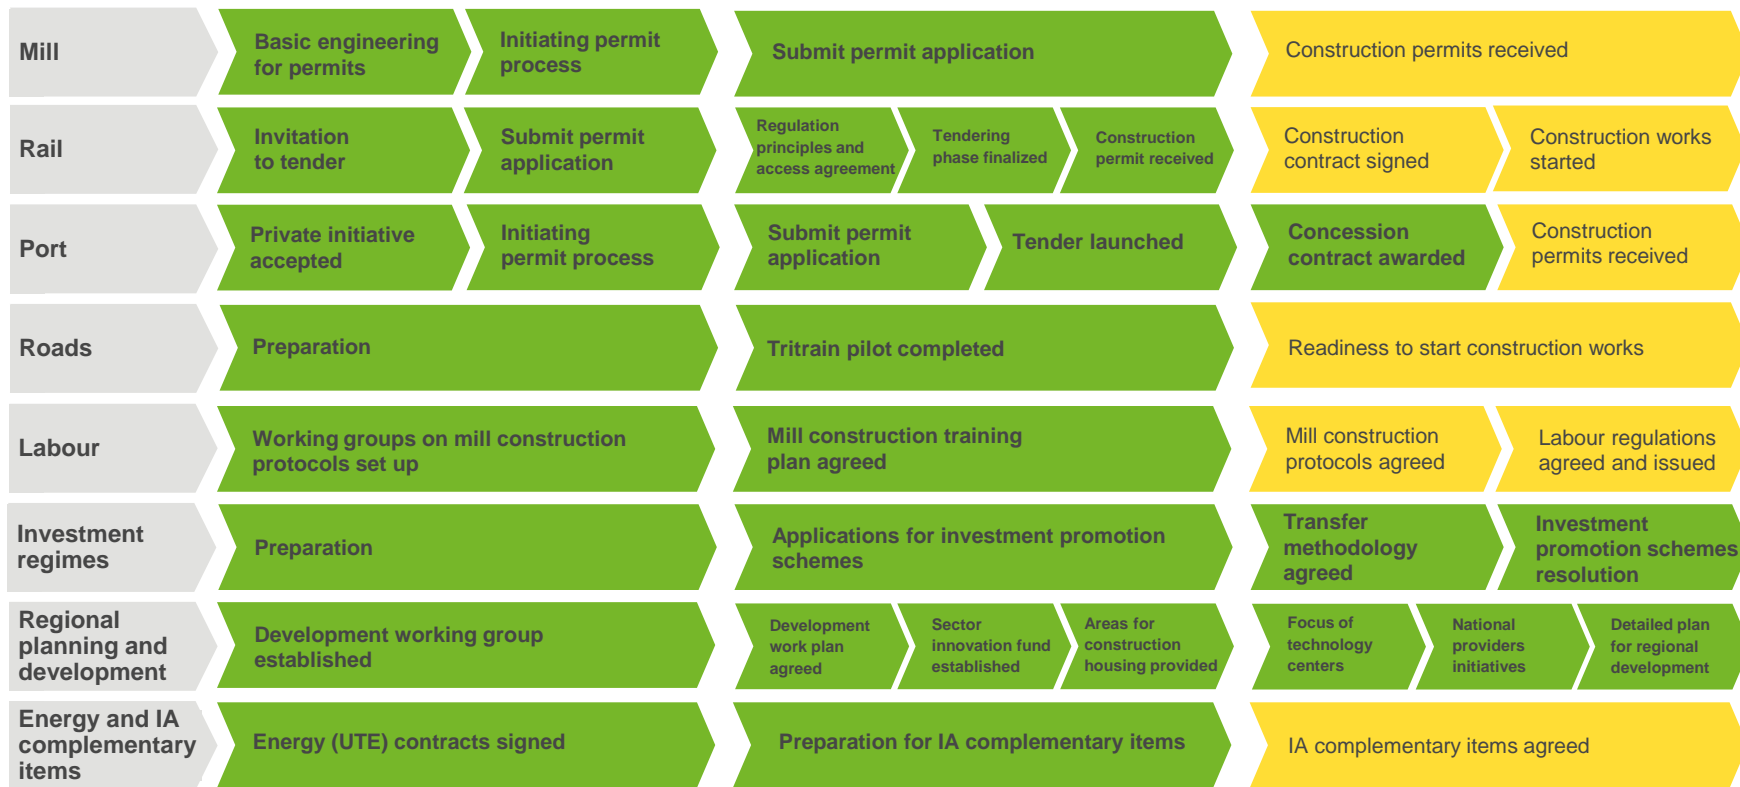 Mill
Basic engineering
for permits
Initiating permit
process
Submit permit application
Construction permits received
Rail
Invitation
to tender
Submit permit
application
Regulation
principles and
access agreement
Tendering
phase finalized
Construction
permit received
Construction
contract signed
Construction works
started
Port
Private initiative
accepted
Initiating
permit process
Submit permit
application
Tender launched
Concession
contract awarded
Construction
permits received
Roads
Preparation
Tritrain pilot completed
Readiness to start construction works
Labour
Working groups on mill construction
protocols set up
Mill construction training
plan agreed
Mill construction
protocols agreed
Labour regulations
agreed and issued
Investment
regimes
Preparation
Applications for investment promotion
schemes
Transfer
methodology
agreed
Investment
promotion schemes
resolution
Regional
planning and
development
Development working group
established
Development
work plan
agreed
Sector
innovation fund
established
Areas for
construction
housing provided
Focus of
technology
centers
National
providers
initiatives
Detailed plan
for regional
development
Energy and IA
complementary
items
Energy (UTE) contracts signed
Preparation for IA complementary items
IA complementary items agreed